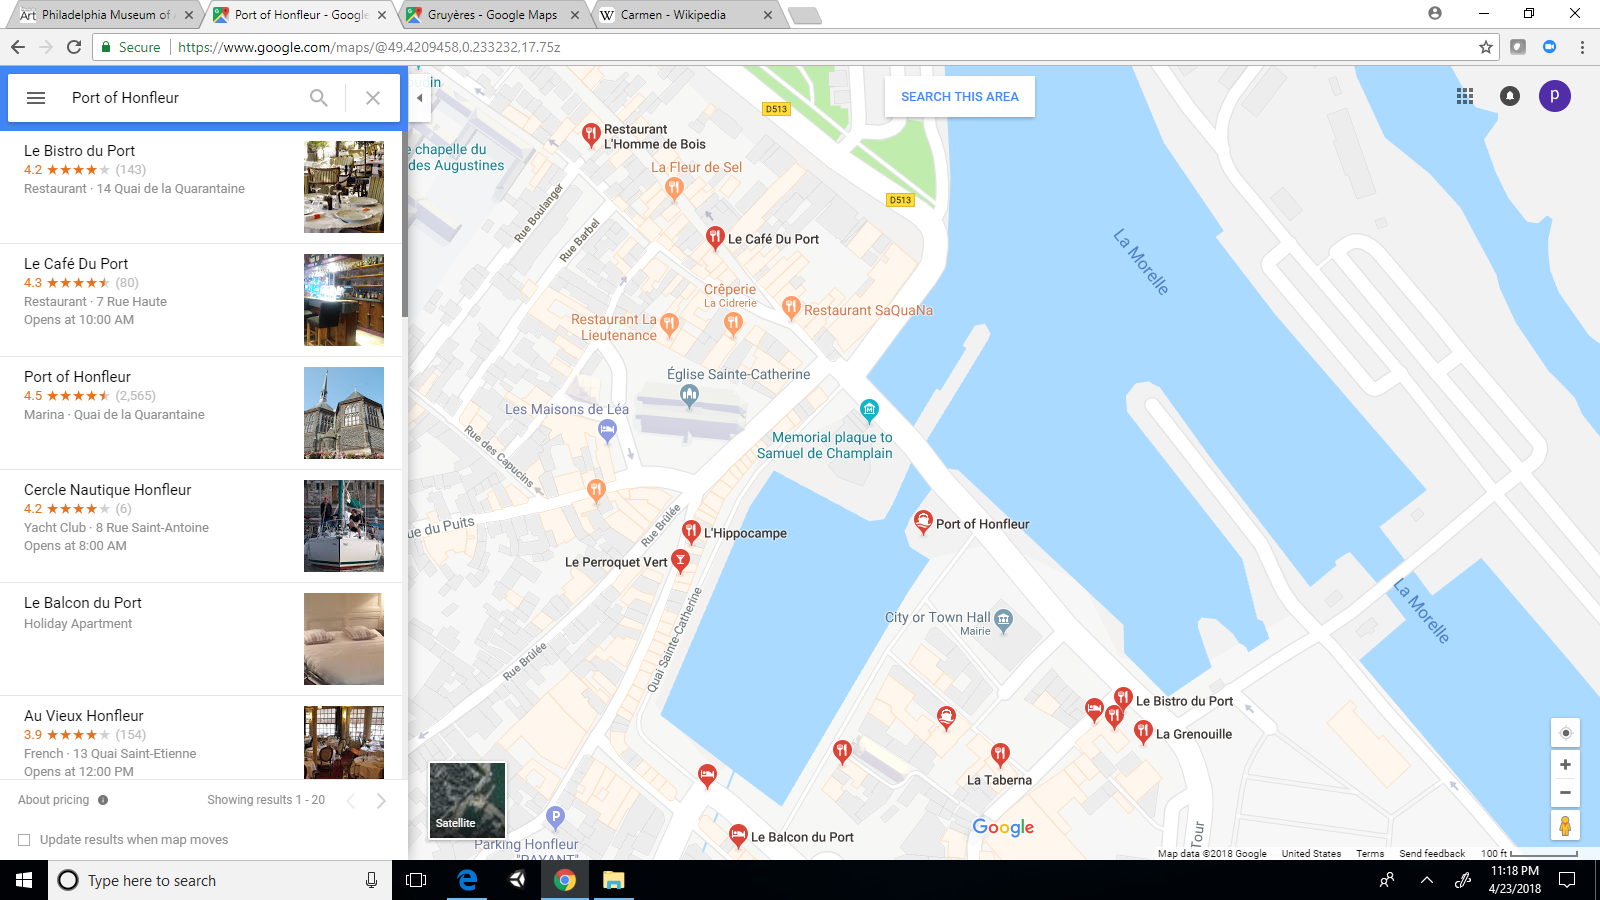 Philadelphia Museum of
Port of Honfleur - Google
Gruyères - Google Maps
Carmen - Wikipedia
Secure
https://www.google.com/maps/@49.4209458,0.233232,17.75z
Port of Honfleur
Le Bistro du Port
4.2 ★★★★★ (143)
Restaurant · 14 Quai de la Quarantaine
Le Café Du Port
4.3 ★★★★★ (80)
Restaurant · 7 Rue Haute
Opens at 10:00 AM
Port of Honfleur
4.5 ★★★★★ (2,565)
Marina · Quai de la Quarantaine
Cercle Nautique Honfleur
4.2 ★★★★★ (6)
Yacht Club · 8 Rue Saint-Antoine
Opens at 8:00 AM
Le Balcon du Port
Holiday Apartment
Au Vieux Honfleur
3.9 ★★★★★ (154)
French · 13 Quai Saint-Etienne
Opens at 12:00 PM
About pricing
Showing results 1 - 20
Update results when map moves
SEARCH THIS AREA
p
D513
Restaurant
L'Homme de Bois
e chapelle du
des Augustines
La Fleur de Sel
D513
Rue Boulanger
Rue Barbel
Le Café Du Port
La Morelle
Crêperie
La Cidrerie
Restaurant SaQuaNa
Restaurant La
Lieutenance
Église Sainte-Catherine
Les Maisons de Léa
Memorial plaque to
Samuel de Champlain
Rue des Capucins
ue du Puits
Rue Brûlée
L'Hippocampe
Port of Honfleur
Le Perroquet Vert
Quai Sainte-Catherine
City or Town Hall
Mairie
La Morelle
Rue Brûlée
Le Bistro du Port
La Grenouille
La Taberna
Satellite
P
Le Balcon du Port
Google
Tour
Parking Honfleur
"PAYANT"
Map data ©2018 Google
United States
Terms
Send feedback
100 ft
Type here to search
11:18 PM
4/23/2018